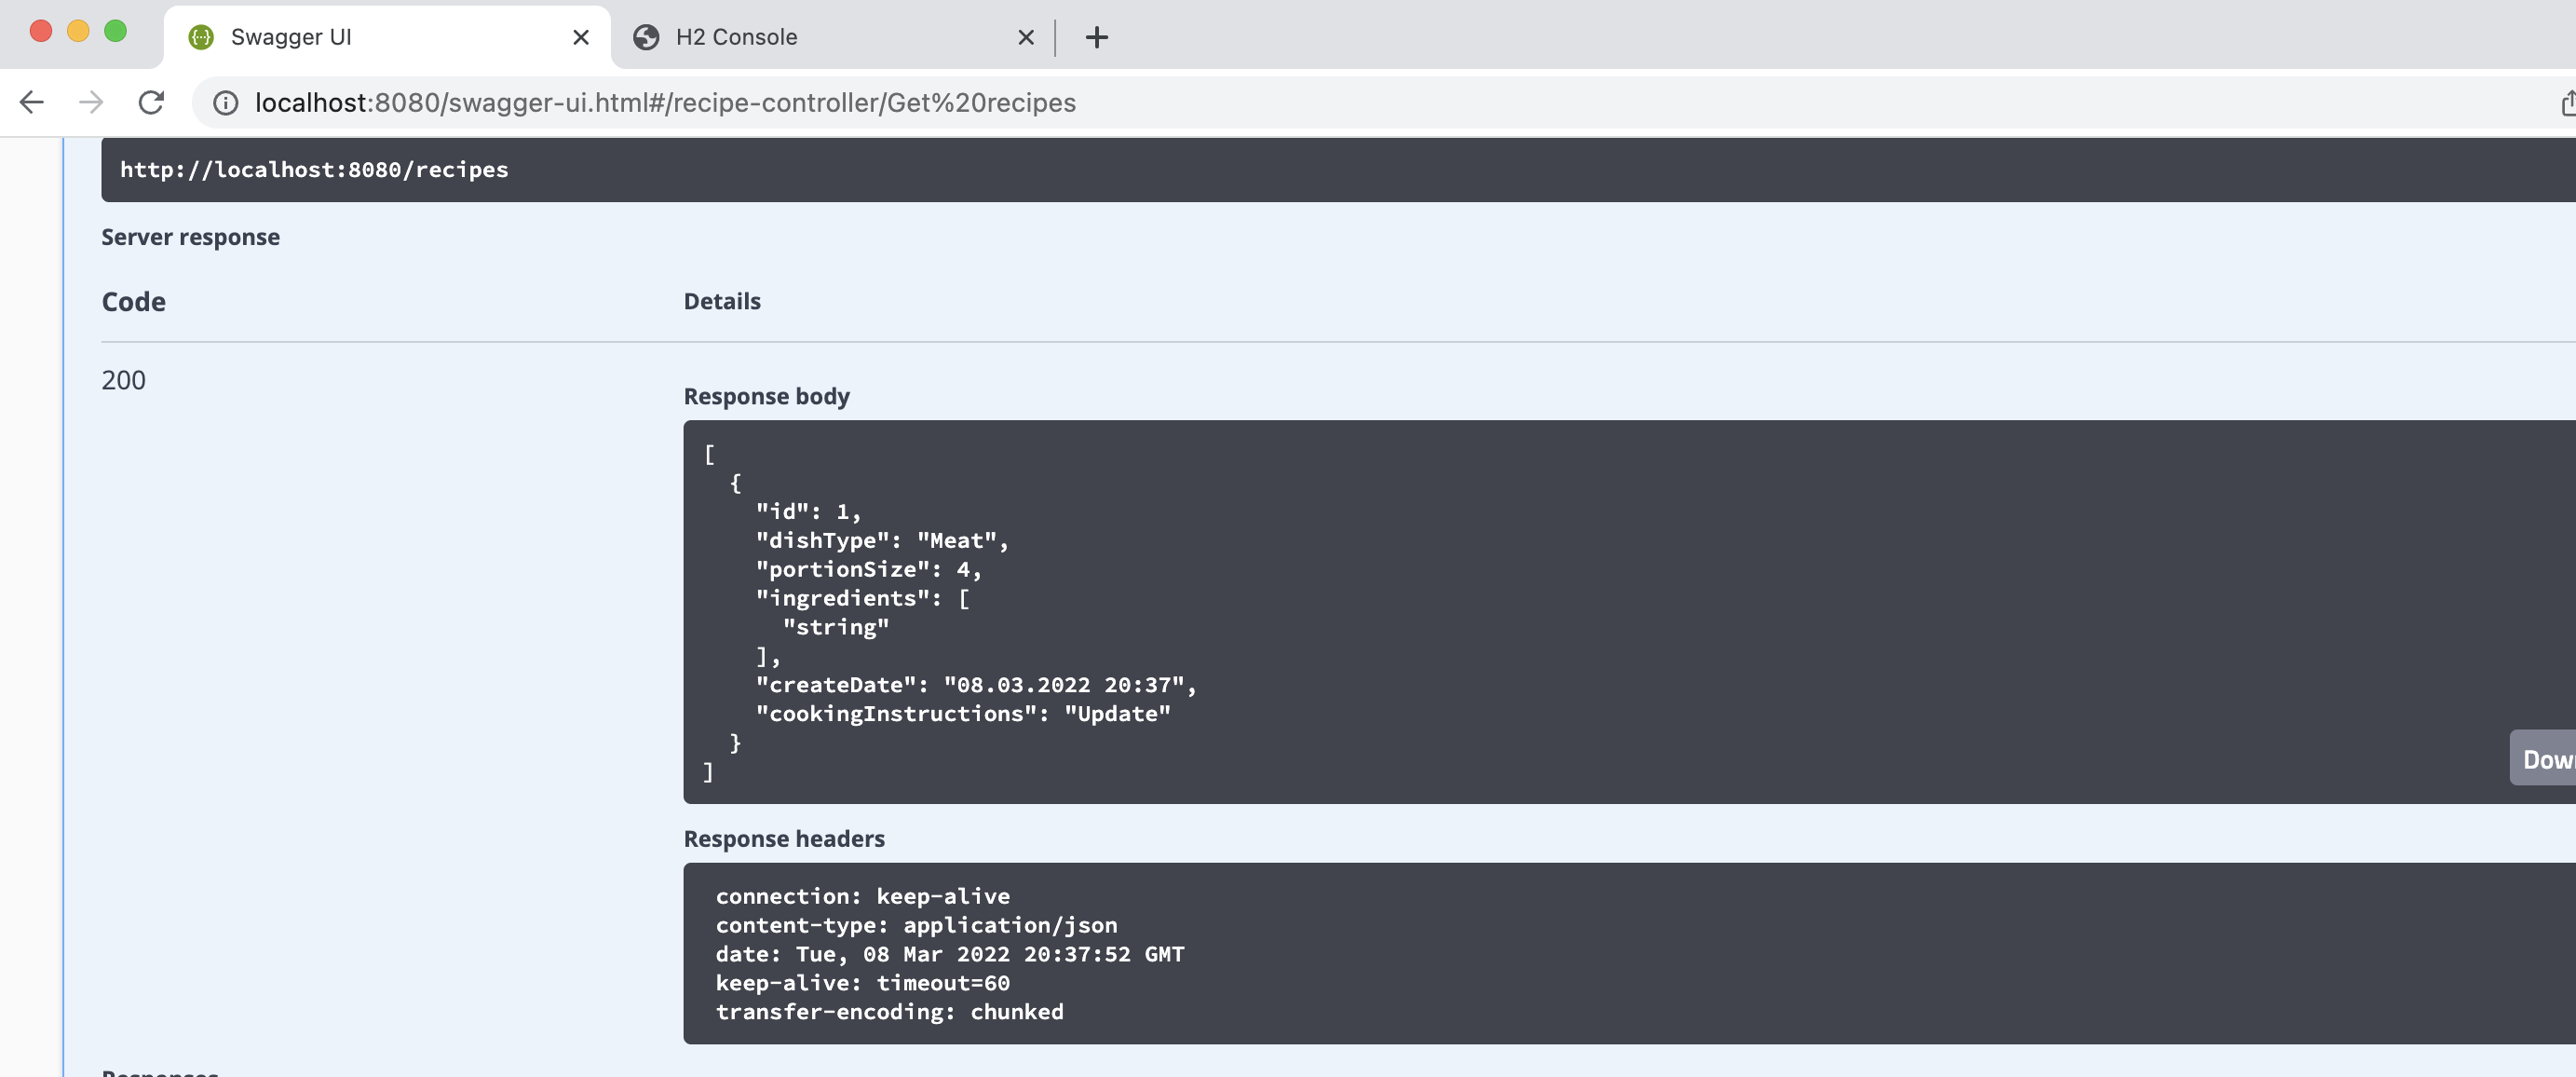 Swagger UI
H2 Console
localhost:8080/swagger-ui.html#/recipe-controller/Get%20recipes
http://localhost:8080/recipes
Server response
Code Details
200
Response body
[
{
"id": 1,
"dishType": "Meat",
"portionSize": 4,
"ingredients": [
"string"
],
"createDate": "08.03.2022 20:37",
"cookingInstructions": "Update"
}
]
Response headers
connection: keep-alive
content-type: application/json
date: Tue, 08 Mar 2022 20:37:52 GMT
keep-alive: timeout=60
transfer-encoding: chunked